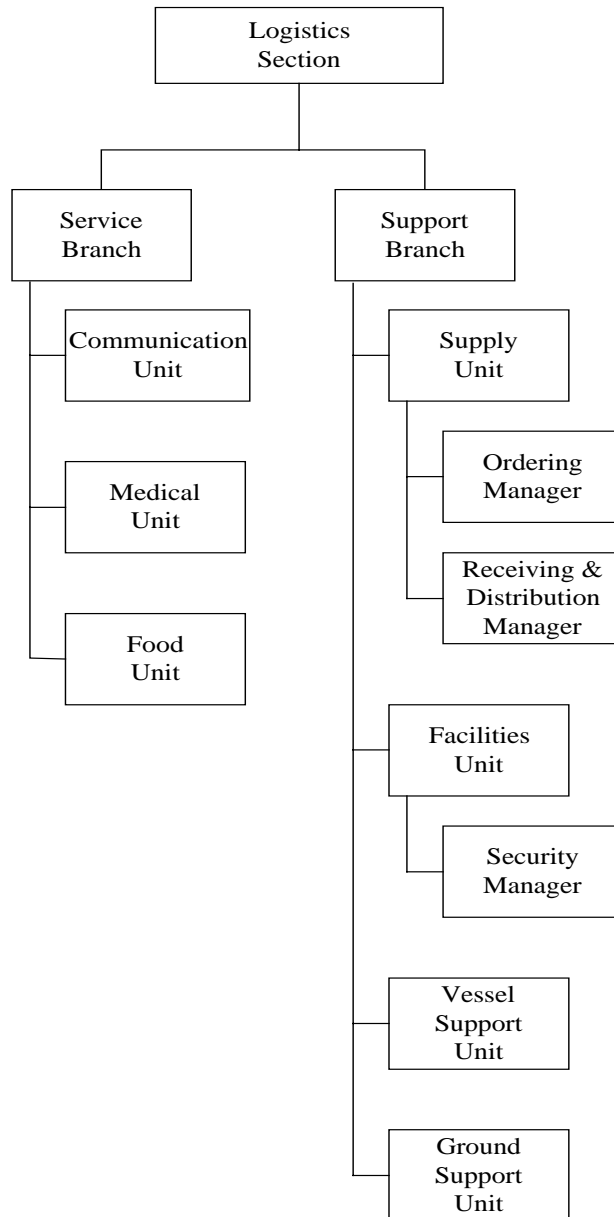 Logistics
Section
Service
Branch
Support
Branch
Communication
Unit
Supply
Unit
Medical
Unit
Ordering
Manager
Receiving &
Distribution
Manager
Food
Unit
Facilities
Unit
Security
Manager
Vessel
Support
Unit
Ground
Support
Unit